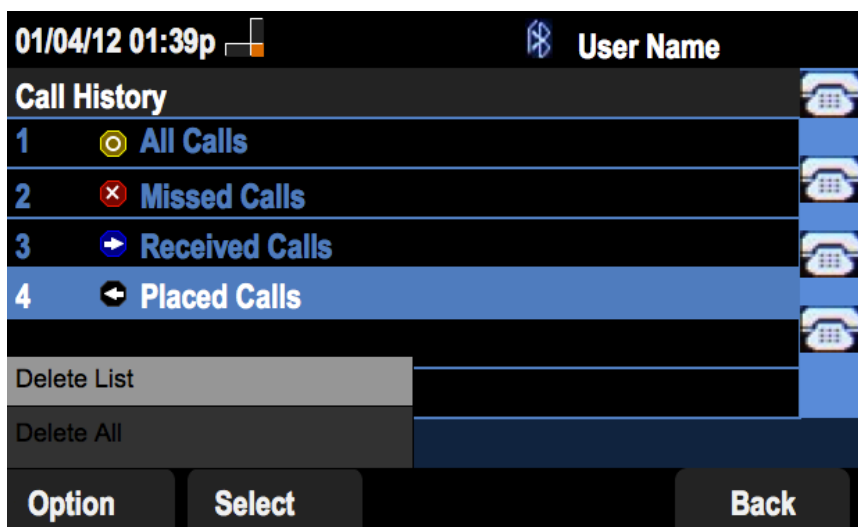 01/04/12 01:39p User Name
Call History
1 All Calls
2 Missed Calls
3 Received Calls
4 Placed Calls
Delete List
Delete All
Option Select Back